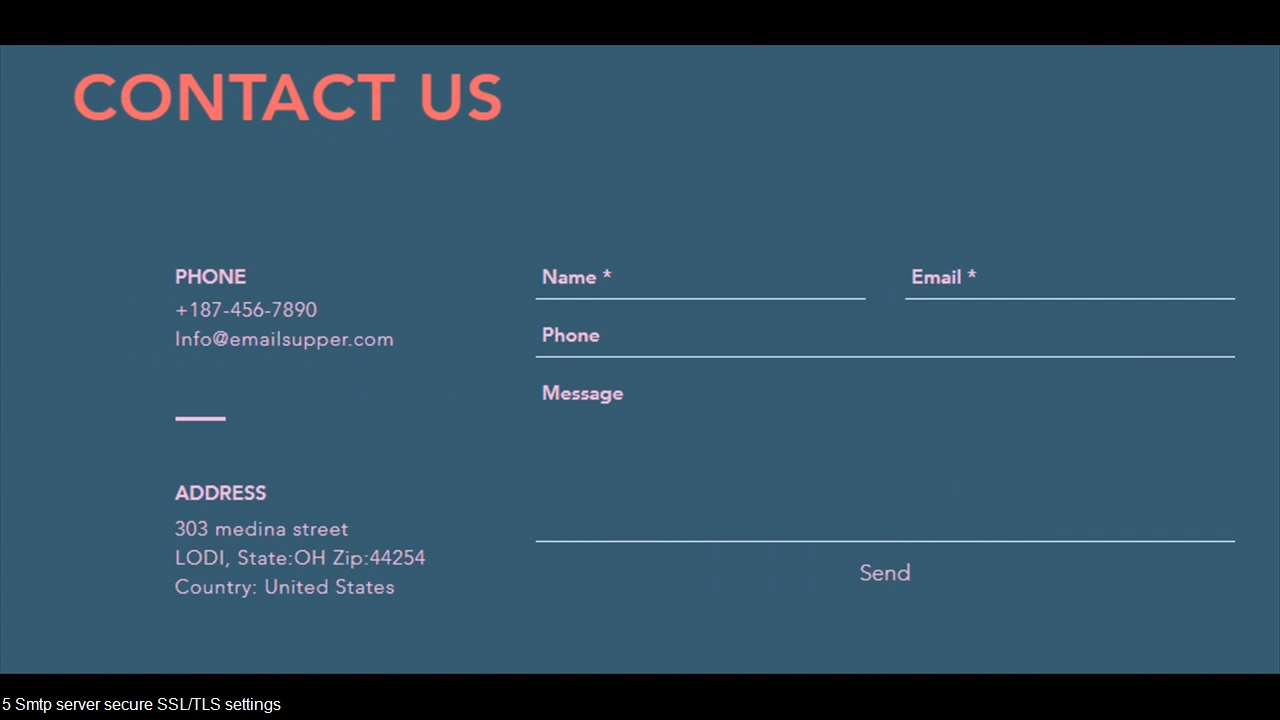 CONTACT US
PHONE
+187-456-7890
Info@emailsupper.com
ADDRESS
303 medina street
LODI, State:OH Zip:44254
Country: United States
Name *
Email *
Phone
Message
Send
5 Smtp server secure SSL/TLS settings